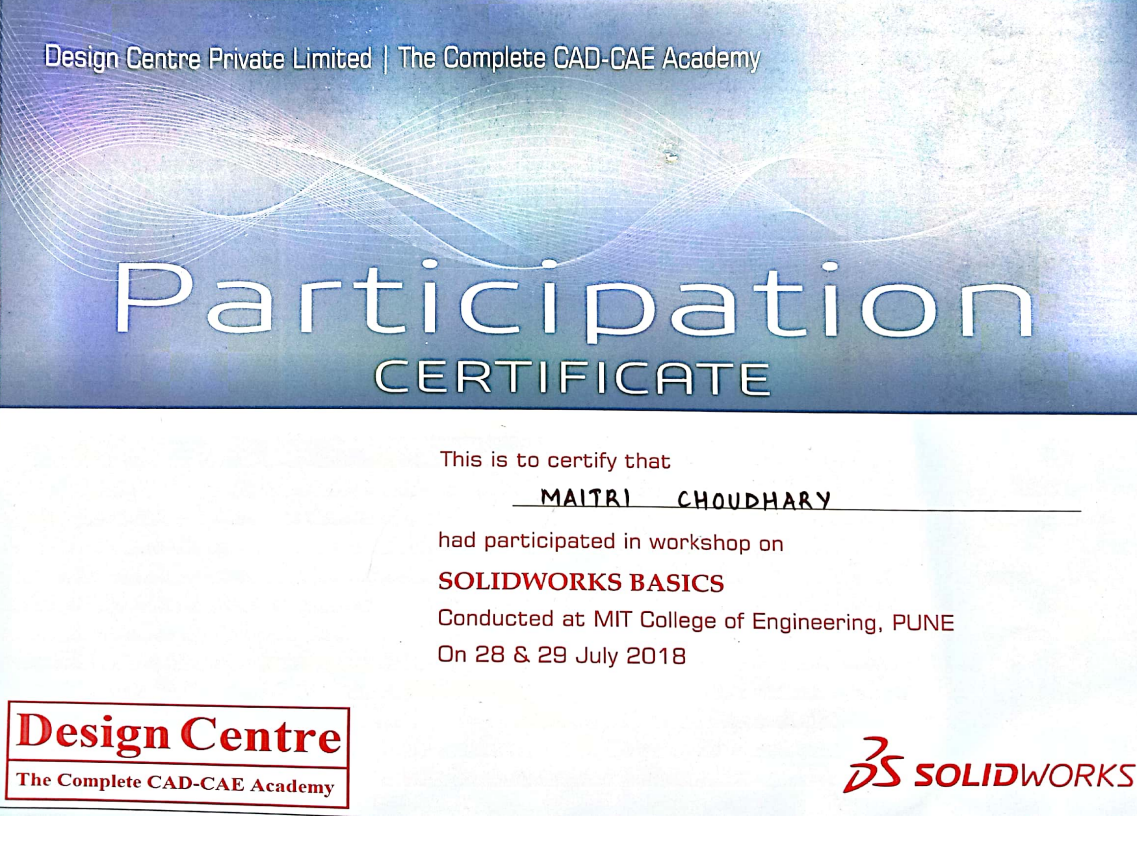 Design Centre Private Limited | The Complete CAD-CAE Academy
Participation
CERTIFICATE
This is to certify that
MAITRI CHOUDHARY
had participated in workshop on
SOLIDWORKS BASICS
Conducted at MIT College of Engineering, PUNE
On 28 & 29 July 2018
Design Centre
The Complete CAD-CAE Academy
3DS SOLIDWORKS